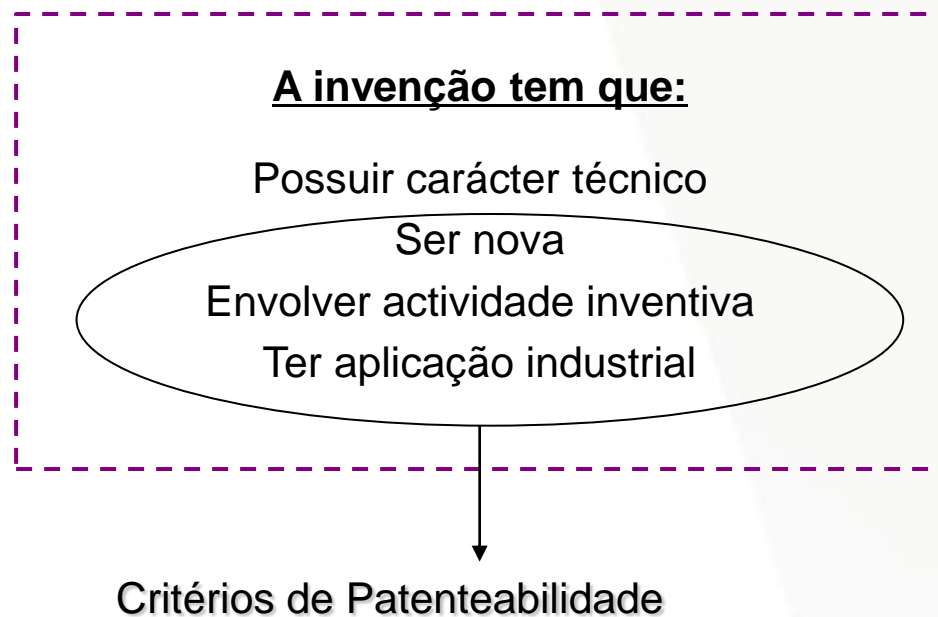 A invenção tem que:
Possuir carácter técnico
Ser nova
Envolver actividade inventiva
Ter aplicação industrial
Critérios de Patenteabilidade